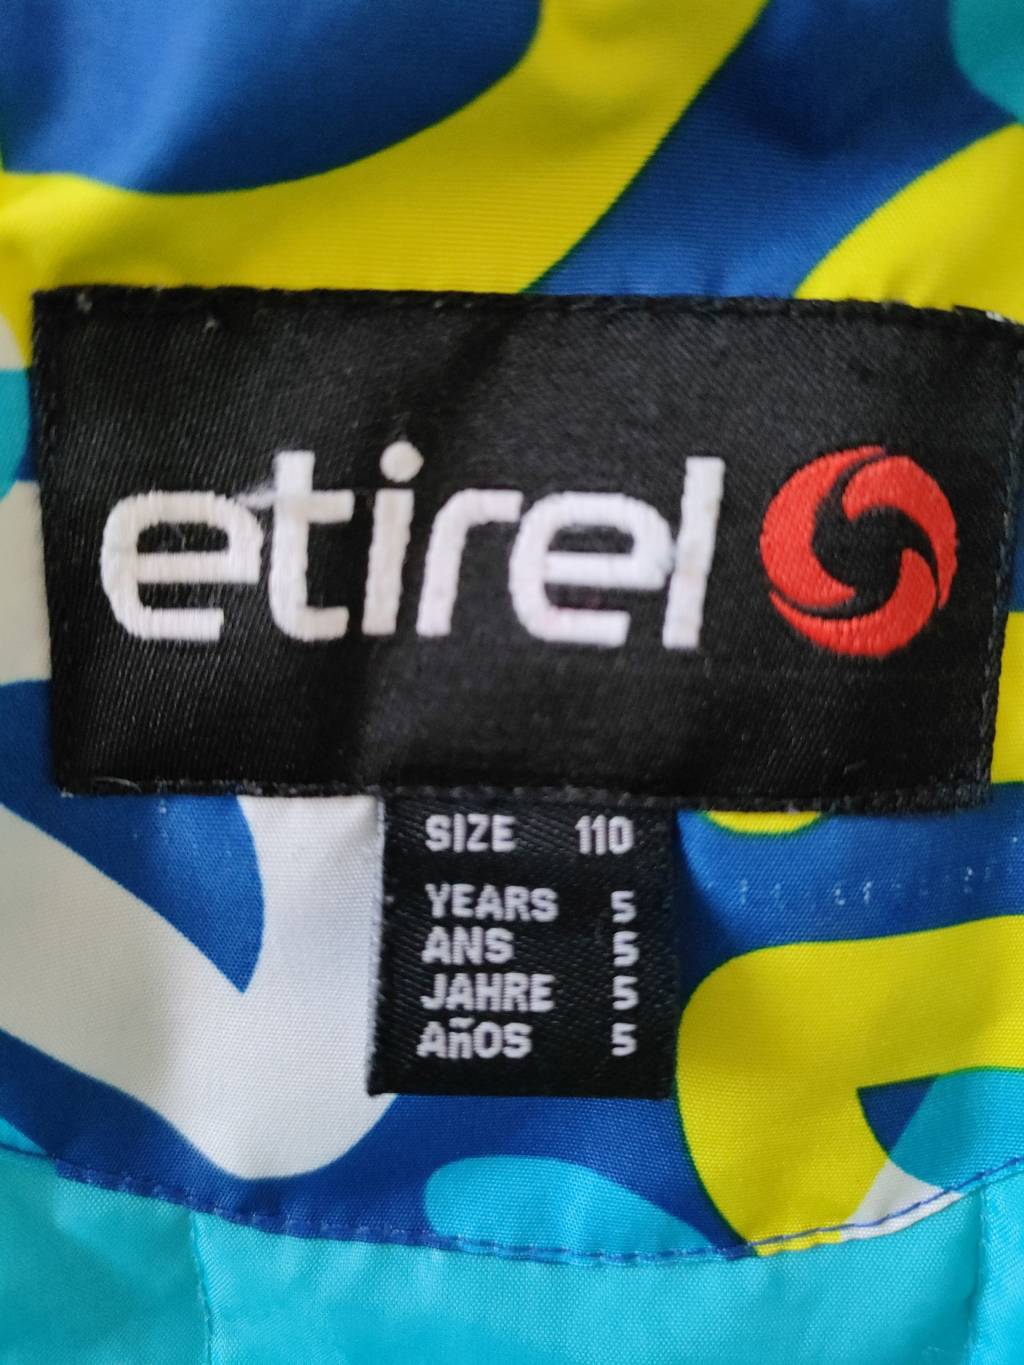 etirel
SIZE 110
YEARS 5
ANS 5
JAHRE 5
AñOS 5